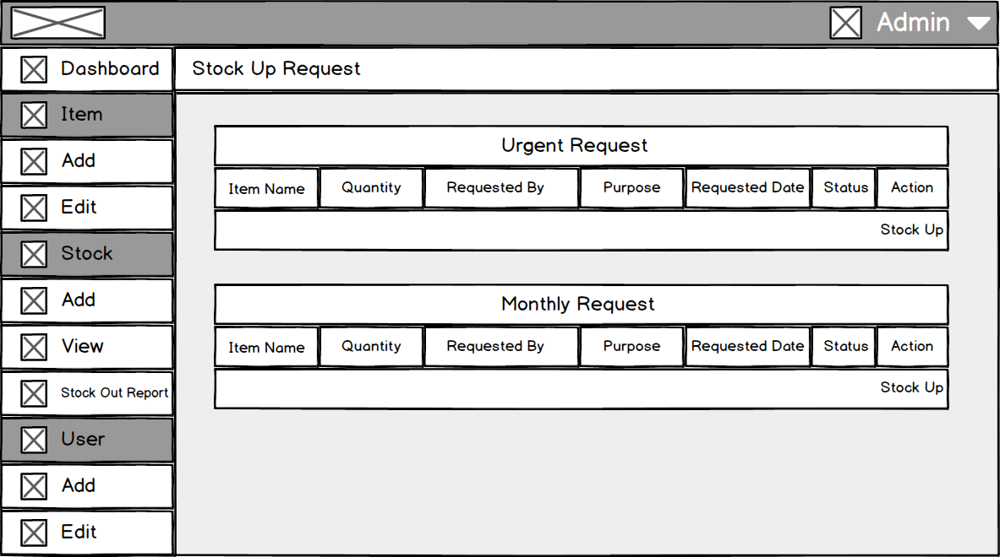 Admin
Dashboard
Item
Add
Edit
Stock
Add
View
Stock Out Report
User
Add
Edit
Stock Up Request
Urgent Request
Item Name Quantity Requested By Purpose Requested Date Status Action
Stock Up
Monthly Request
Item Name Quantity Requested By Purpose Requested Date Status Action
Stock Up